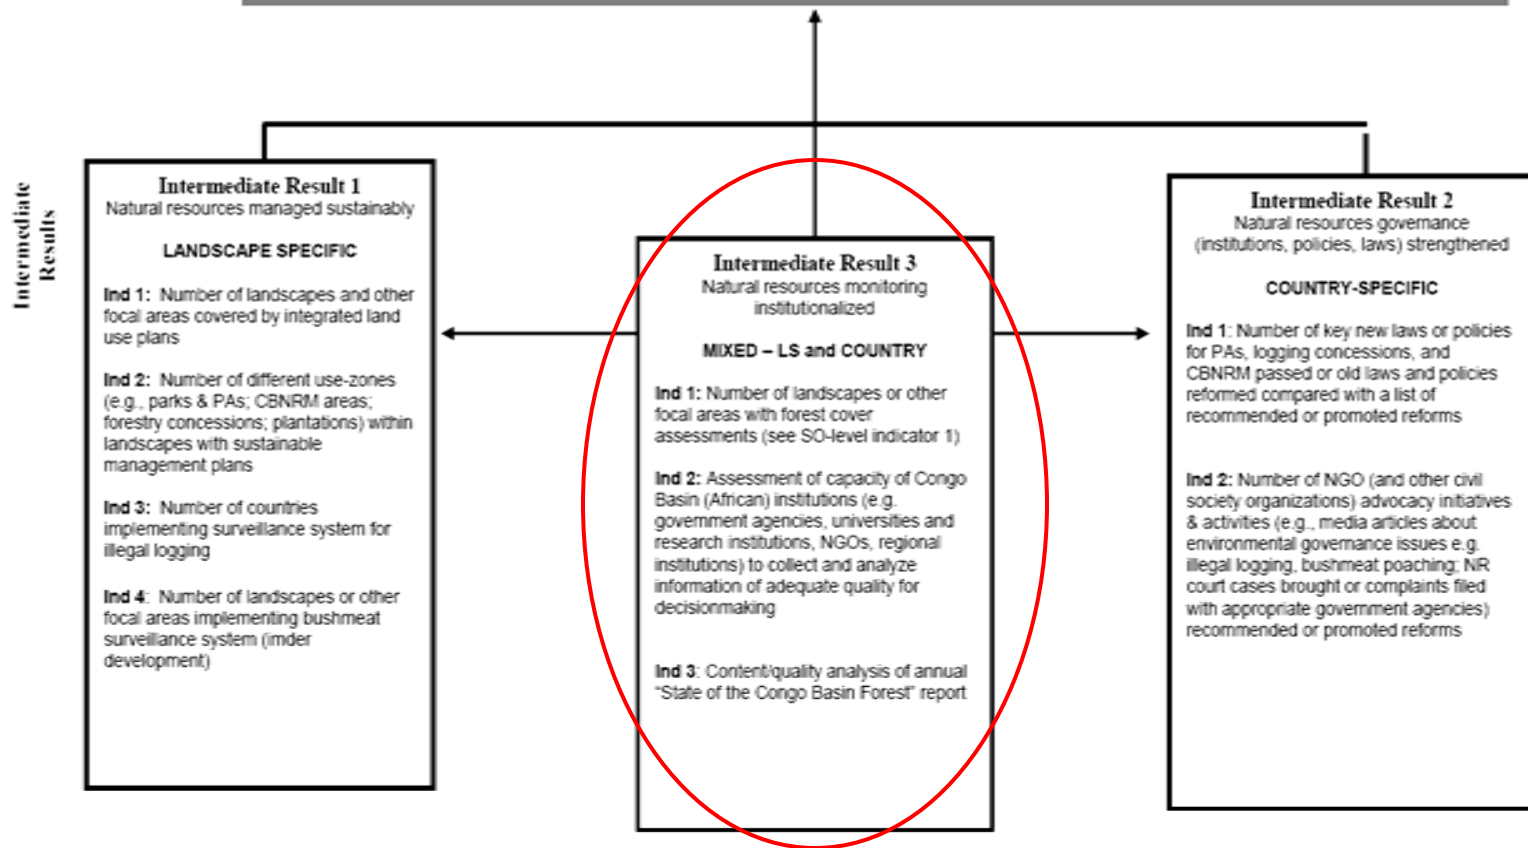 Intermediate
Results
Intermediate Result 1
Natural resources managed sustainably
LANDSCAPE SPECIFIC
Ind 1: Number of landscapes and other
focal areas covered by integrated land
use plans
Ind 2: Number of different use-zones
(e.g., parks & PAs; CBNRM areas;
forestry concessions; plantations) within
landscapes with sustainable
management plans
Ind 3: Number of countries
implementing surveillance system for
illegal logging
Ind 4: Number of landscapes or other
focal areas implementing bushmeat
surveillance system (imder
development)
Intermediate Result 3
Natural resources monitoring
institutionalized
MIXED – LS and COUNTRY
Ind 1: Number of landscapes or other
focal areas with forest cover
assessments (see SO-level indicator 1)
Ind 2: Assessment of capacity of Congo
Basin (African) institutions (e.g.
government agencies, universities and
research institutions, NGOs, regional
institutions) to collect and analyze
information of adequate quality for
decisionmaking
Ind 3: Content/quality analysis of annual
"State of the Congo Basin Forest" report
Intermediate Result 2
Natural resources governance
(institutions, policies, laws) strengthened
COUNTRY-SPECIFIC
Ind 1: Number of key new laws or policies
for PAs, logging concessions, and
CBNRM passed or old laws and policies
reformed compared with a list of
recommended or promoted reforms
Ind 2: Number of NGO (and other civil
society organizations) advocacy initiatives
& activities (e.g., media articles about
environmental governance issues e.g.
illegal logging, bushmeat poaching; NR
court cases brought or complaints filed
with appropriate government agencies)
recommended or promoted reforms